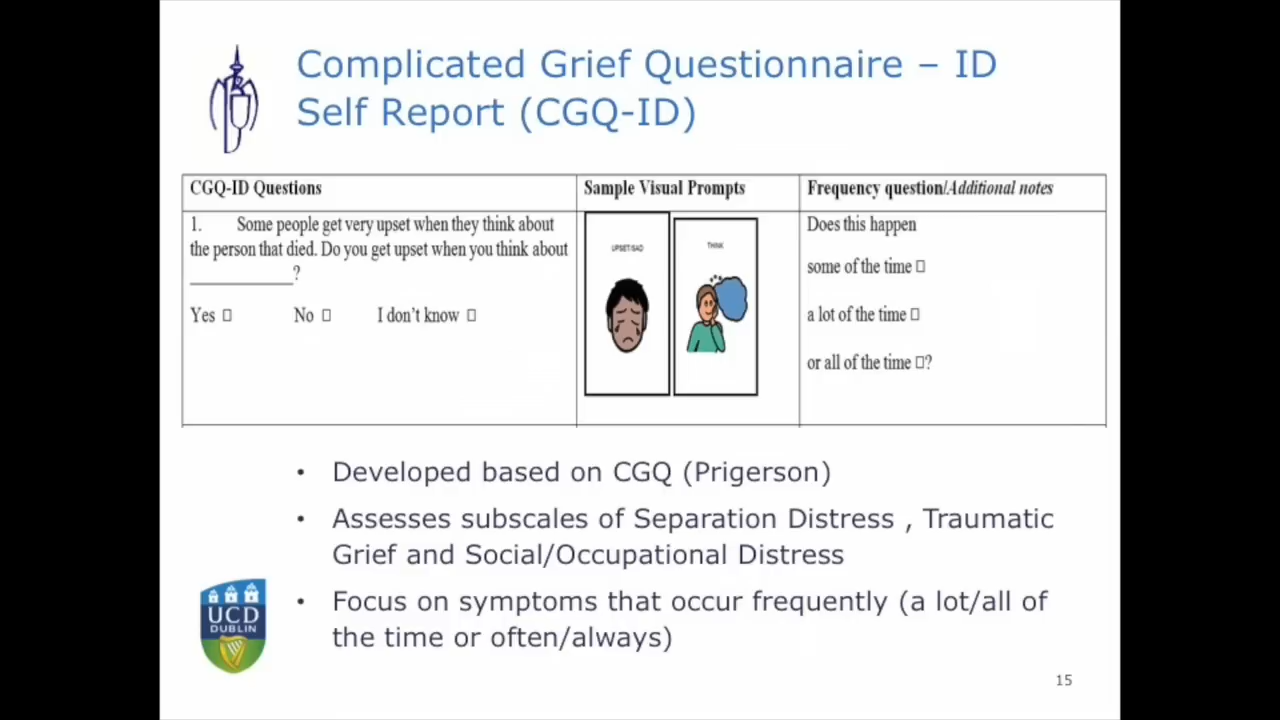 Complicated Grief Questionnaire – ID
Self Report (CGQ-ID)
CGQ-ID Questions
Sample Visual Prompts
Frequency question/Additional notes
1. Some people get very upset when they think about
the person that died. Do you get upset when you think about
______________?
Yes □ No □ I don't know □
UPSET/SAD
THINK
Does this happen
some of the time □
a lot of the time □
or all of the time □?
• Developed based on CGQ (Prigerson)
• Assesses subscales of Separation Distress , Traumatic
Grief and Social/Occupational Distress
• Focus on symptoms that occur frequently (a lot/all of
the time or often/always)
UCD
DUBLIN
15